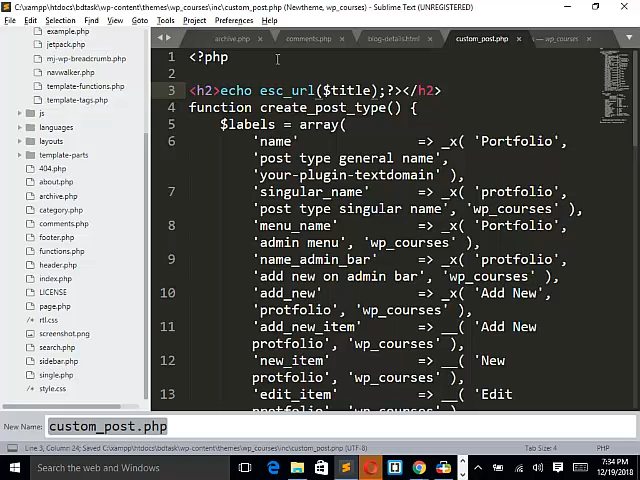 C:\xampp\htdocs\bdtask\wp-content\themes\wp_courses\inc\custom_post.php (Newtheme, wp_courses) - Sublime Text (UNREGISTERED)
File Edit Selection Find View Goto Tools Project Preferences Help
example.php
jetpack.php
mj-wp-breadcrumb.php
navwalker.php
template-functions.php
template-tags.php
js
languages
layouts
template-parts
404.php
about.php
archive.php
category.php
comments.php
footer.php
functions.php
header.php
index.php
LICENSE
page.php
rtl.css
screenshot.png
search.php
sidebar.php
single.php
style.css
archive.php comments.php blog-details.html custom_post.php — wp_courses
1 <?php
2
3 <h2>echo esc_url($title);?></h2>
4 function create_post_type() {
5 $labels = array(
6 'name' => _x( 'Portfolio',
'post type general name',
'your-plugin-textdomain' ),
7 'singular_name' => _x( 'protfolio',
'post type singular name', 'wp_courses' ),
8 'menu_name' => _x( 'Portfolio',
'admin menu', 'wp_courses' ),
9 'name_admin_bar' => _x( 'protfolio',
'add new on admin bar', 'wp_courses' ),
10 'add_new' => _x( 'Add New',
'protfolio', 'wp_courses' ),
11 'add_new_item' => __( 'Add New
protfolio', 'wp_courses' ),
12 'new_item' => __( 'New
protfolio', 'wp_courses' ),
13 'edit_item' => __( 'Edit
protfolio', 'wp_courses' ),
New Name: custom_post.php
Line 3, Column 24; Saved C:\xampp\htdocs\bdtask\wp-content\themes\wp_courses\inc\custom_post.php (UTF-8) Tab Size: 4 PHP
Search the web and Windows
7:34 PM
12/19/2018